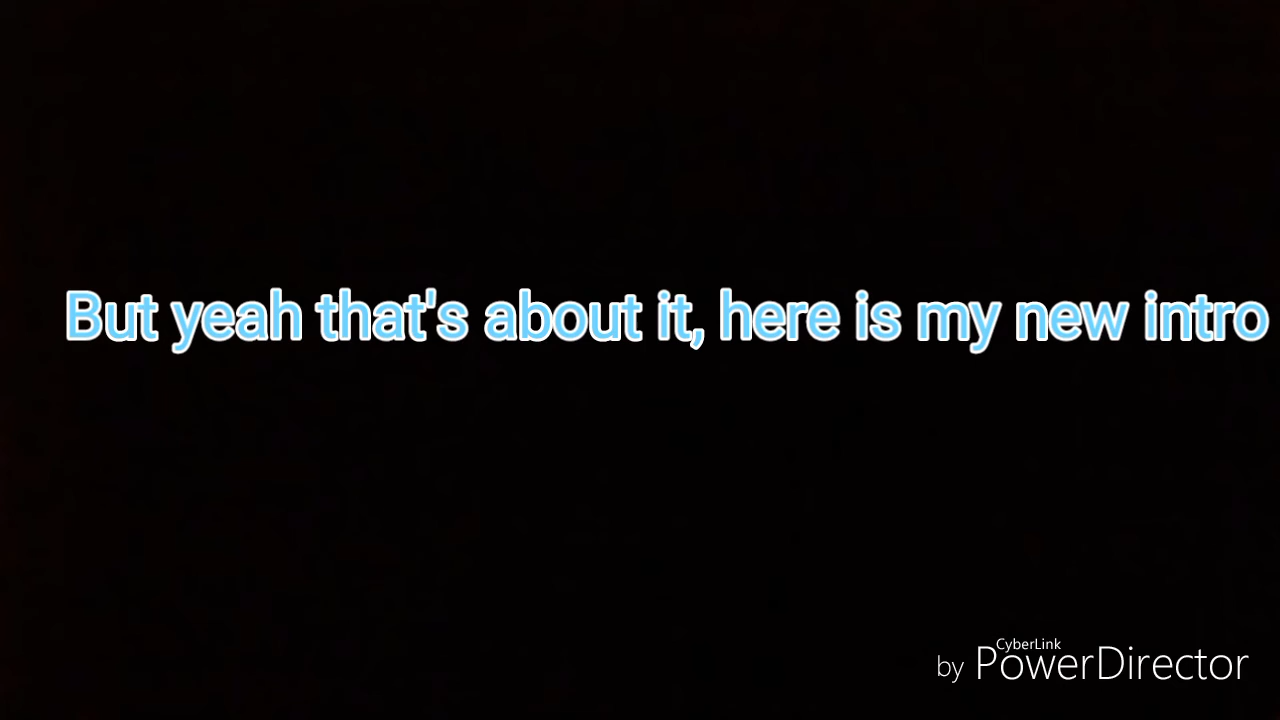 But yeah that's about it, here is my new intro
CyberLink
by PowerDirector